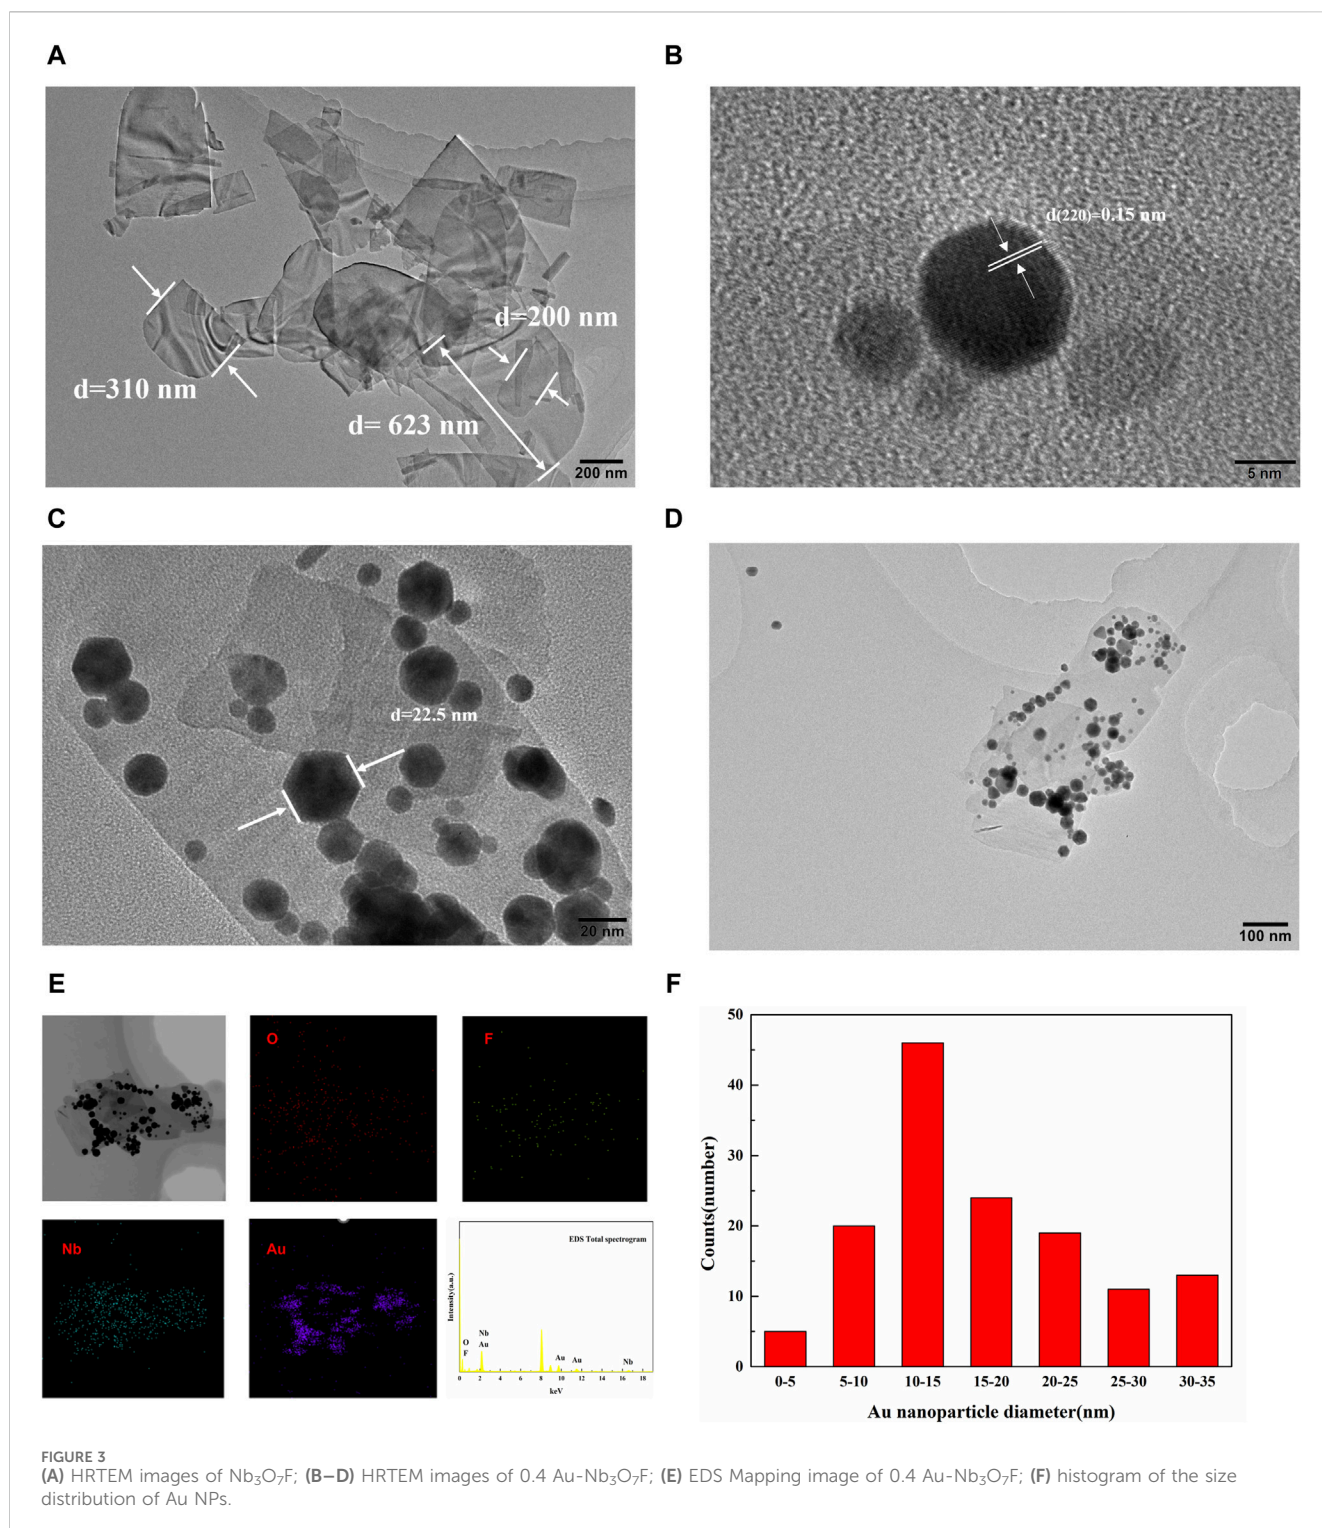 A
d=310 nm
d=200 nm
d= 623 nm
200 nm
B
d(220)=0.15 nm
5 nm
C
d=22.5 nm
20 nm
D
100 nm
E
O
F
Nb
Au
EDS Total spectrogram
Intensity(a.u.)
O
F
Nb
Au
Au
Au
Nb
0 2 4 6 8 10 12 14 16 18
keV
F
50
40
30
20
10
0
Counts(number)
0-5 5-10 10-15 15-20 20-25 25-30 30-35
Au nanoparticle diameter(nm)
FIGURE 3
(A) HRTEM images of Nb₃O₇F; (B–D) HRTEM images of 0.4 Au-Nb₃O₇F; (E) EDS Mapping image of 0.4 Au-Nb₃O₇F; (F) histogram of the size
distribution of Au NPs.